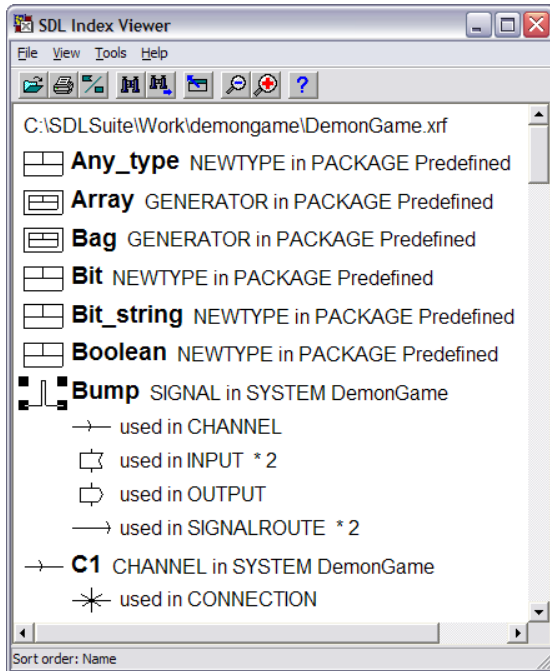 SDL Index Viewer
File View Tools Help
C:\SDLSuite\Work\demongame\DemonGame.xrf
Any_type NEWTYPE in PACKAGE Predefined
Array GENERATOR in PACKAGE Predefined
Bag GENERATOR in PACKAGE Predefined
Bit NEWTYPE in PACKAGE Predefined
Bit_string NEWTYPE in PACKAGE Predefined
Boolean NEWTYPE in PACKAGE Predefined
Bump SIGNAL in SYSTEM DemonGame
used in CHANNEL
used in INPUT * 2
used in OUTPUT
used in SIGNALROUTE * 2
C1 CHANNEL in SYSTEM DemonGame
used in CONNECTION
Sort order: Name